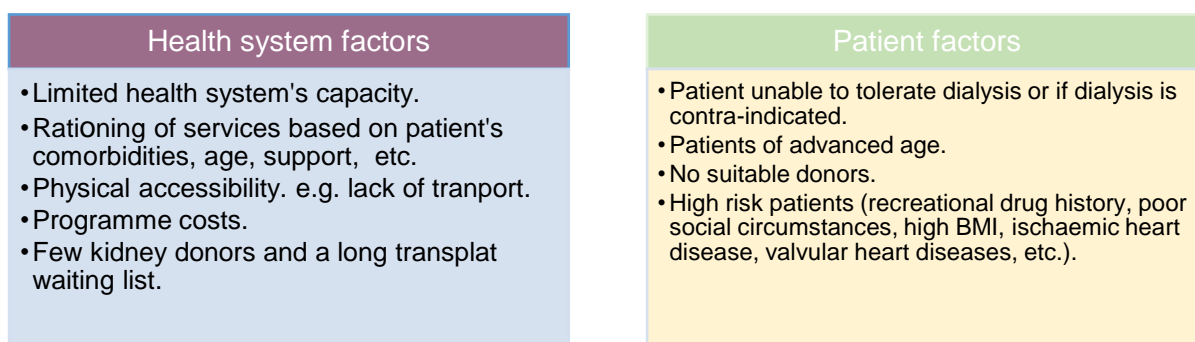 Health system factors
•Limited health system's capacity.
•Rationing of services based on patient's
comorbidities, age, support, etc.
•Physical accessibility. e.g. lack of tranport.
•Programme costs.
•Few kidney donors and a long transplat
waiting list.
Patient factors
•Patient unable to tolerate dialysis or if dialysis is
contra-indicated.
•Patients of advanced age.
•No suitable donors.
•High risk patients (recreational drug history, poor
social circumstances, high BMI, ischaemic heart
disease, valvular heart diseases, etc.).